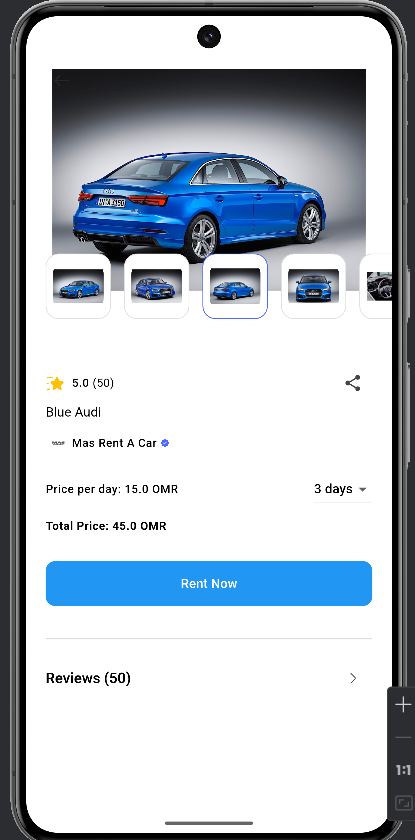 5.0 (50)
Blue Audi
Mas Rent A Car
Price per day: 15.0 OMR
3 days
Total Price: 45.0 OMR
Rent Now
Reviews (50)
1:1